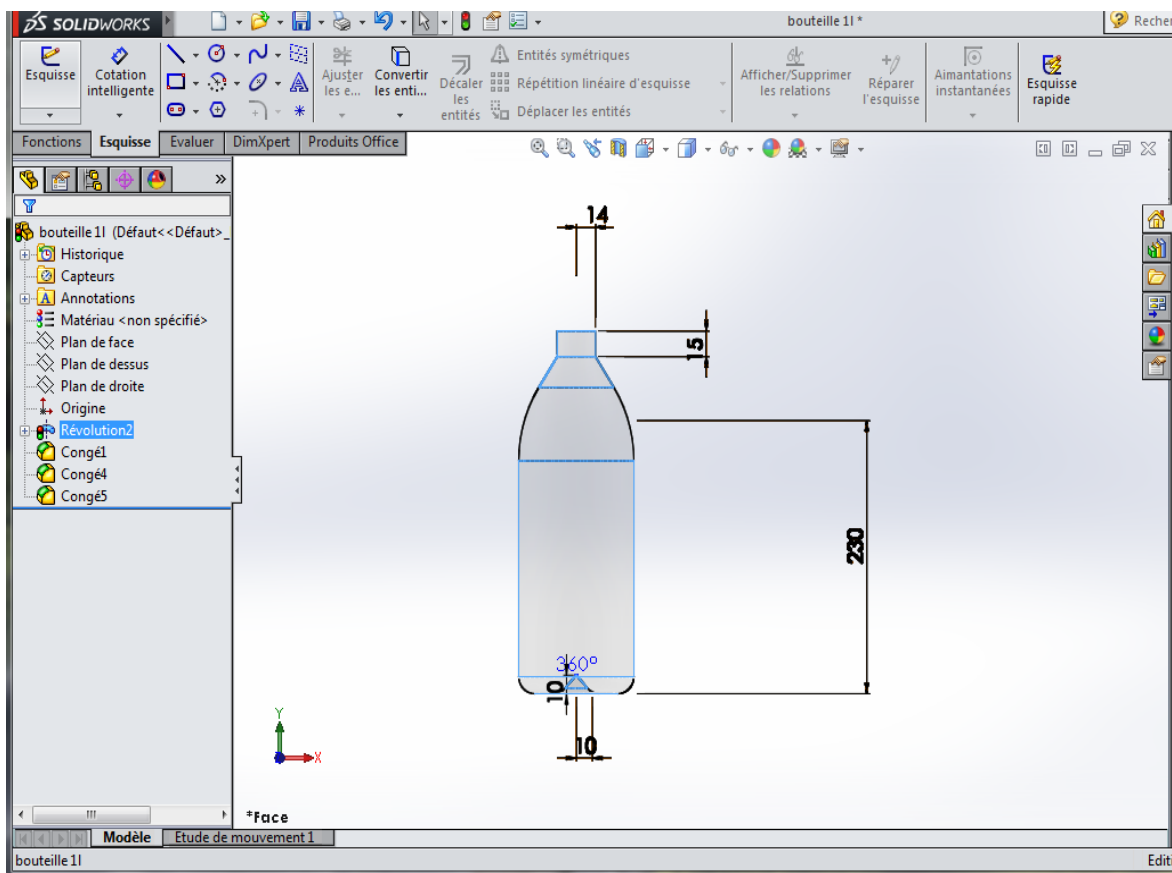 SOLIDWORKS
bouteille 1l *
Recher
Esquisse
Cotation
intelligente
Ajuster
les e...
Convertir
les enti...
Décaler
les
entités
Entités symétriques
Répétition linéaire d'esquisse
Déplacer les entités
Afficher/Supprimer
les relations
Réparer
l'esquisse
Aimantations
instantanées
Esquisse
rapide
Fonctions
Esquisse
Evaluer
DimXpert
Produits Office
»
bouteille 1l (Défaut<<Défaut>_
Historique
Capteurs
Annotations
Matériau <non spécifié>
Plan de face
Plan de dessus
Plan de droite
Origine
Révolution2
Congé1
Congé4
Congé5
14
15
230
360°
10
10
Y
X
*Face
Modèle
Etude de mouvement 1
bouteille 1l
Editi